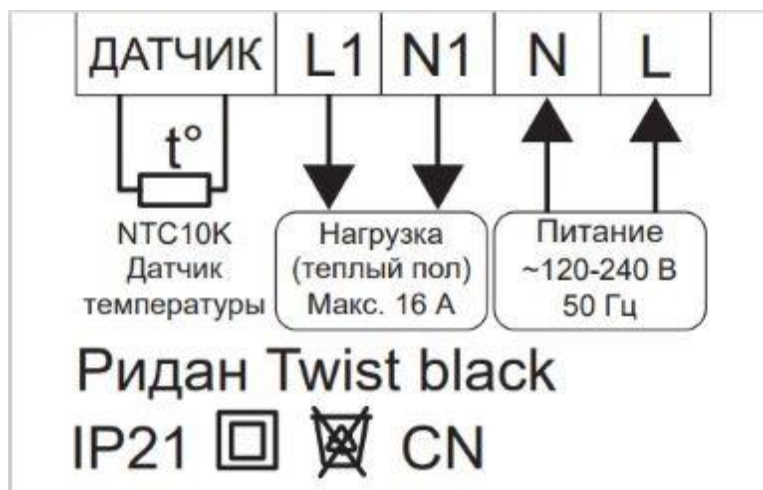 ДАТЧИК L1 N1 N L
t°
NTC10K
Датчик
температуры
Нагрузка
(теплый пол)
Макс. 16 А
Питание
~120-240 В
50 Гц
Ридан Twist black
IP21 CN